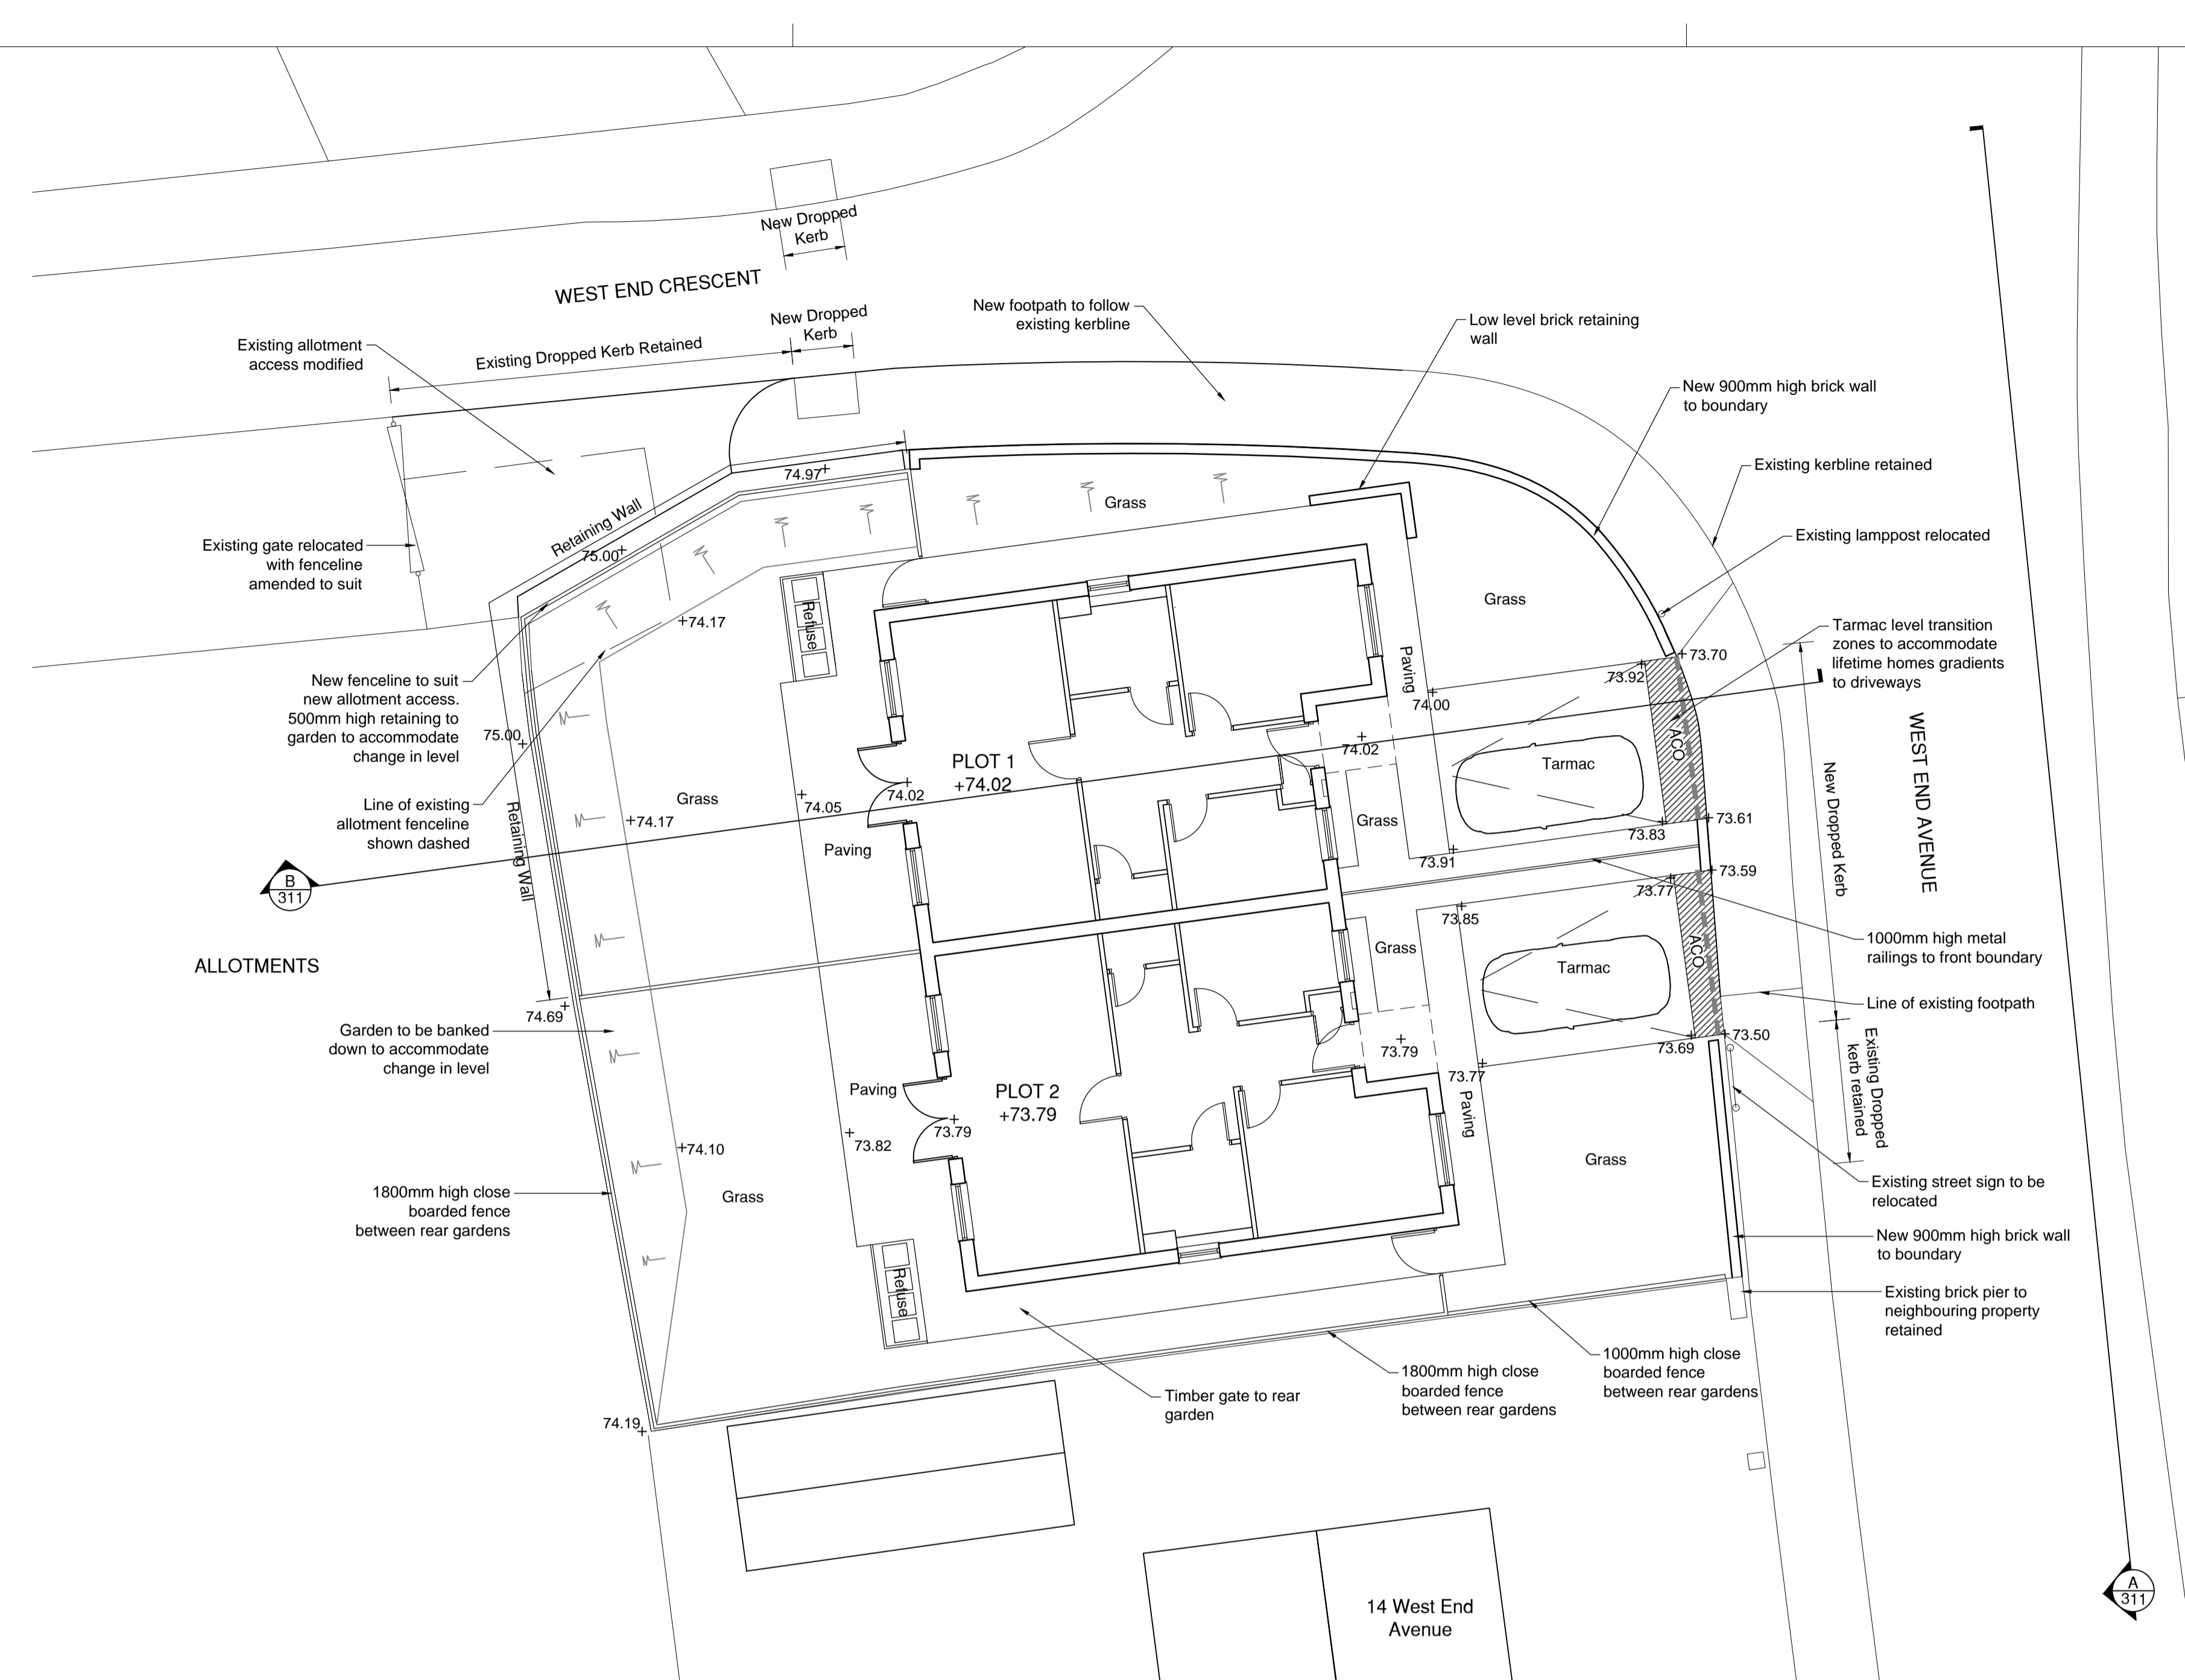 New Dropped
Kerb
WEST END CRESCENT
New Dropped
Kerb
Existing Dropped Kerb Retained
Existing allotment
access modified
New footpath to follow
existing kerbline
Low level brick retaining
wall
New 900mm high brick wall
to boundary
Existing kerbline retained
Existing lamppost relocated
Tarmac level transition
zones to accommodate
lifetime homes gradients
to driveways
74.97
Retaining Wall
75.00
Grass
Existing gate relocated
with fenceline
amended to suit
Refuse
74.17
Grass
Paving
73.70
73.92
74.00
New fenceline to suit
new allotment access.
500mm high retaining to
garden to accommodate
change in level
75.00
Line of existing
allotment fenceline
shown dashed
Retaining Wall
Grass
74.17
74.05
74.02
Paving
PLOT 1
+74.02
74.02
Grass
Tarmac
ACO
73.91
73.83
73.61
WEST END AVENUE
New Dropped Kerb
B
311
ALLOTMENTS
73.59
73.77
73.85
Grass
Tarmac
ACO
1000mm high metal
railings to front boundary
Line of existing footpath
74.69
Garden to be banked
down to accommodate
change in level
73.50
73.69
73.79
73.77
Existing Dropped
kerb retained
Paving
PLOT 2
+73.79
73.79
73.82
74.10
Paving
Grass
Grass
1800mm high close
boarded fence
between rear gardens
Existing street sign to be
relocated
New 900mm high brick wall
to boundary
Existing brick pier to
neighbouring property
retained
Refuse
1000mm high close
boarded fence
between rear gardens
1800mm high close
boarded fence
between rear gardens
Timber gate to rear
garden
74.19
14 West End
Avenue
A
311